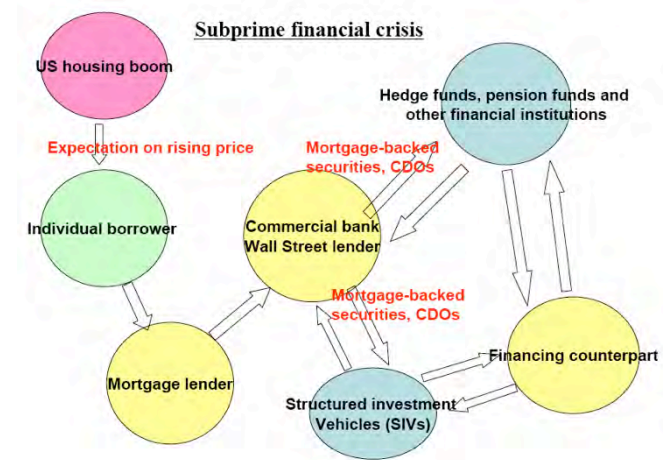 Subprime financial crisis
US housing boom
Hedge funds, pension funds and
other financial institutions
Expectation on rising price
Mortgage-backed
securities, CDOs
Individual borrower
Commercial bank
Wall Street lender
Mortgage-backed
securities, CDOs
Financing counterpart
Mortgage lender
Structured investment
Vehicles (SIVs)